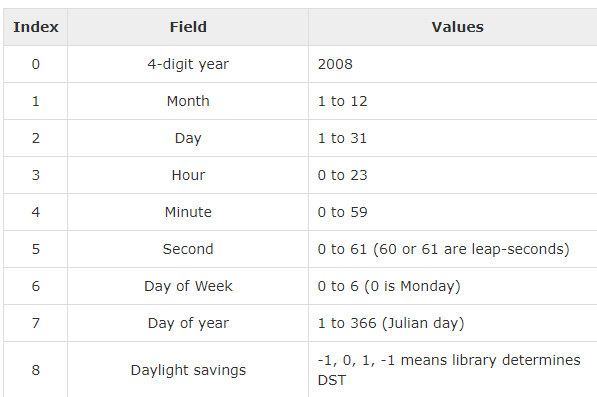 Index Field Values
0 4-digit year 2008
1 Month 1 to 12
2 Day 1 to 31
3 Hour 0 to 23
4 Minute 0 to 59
5 Second 0 to 61 (60 or 61 are leap-seconds)
6 Day of Week 0 to 6 (0 is Monday)
7 Day of year 1 to 366 (Julian day)
8 Daylight savings -1, 0, 1, -1 means library determines
DST